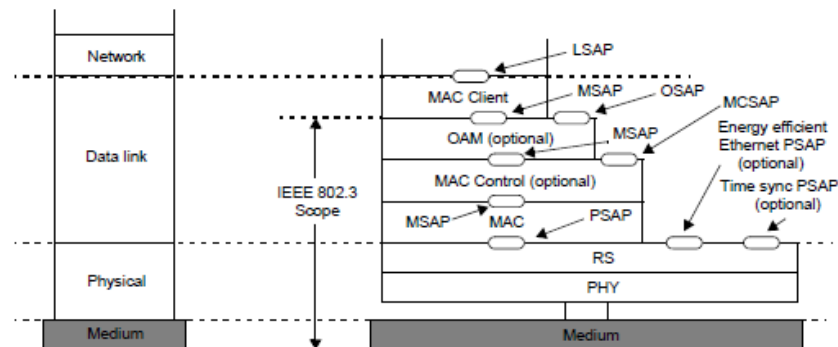 Network
LSAP
MSAP
OSAP
MAC Client
MCSAP
Energy efficient
Ethernet PSAP
(optional)
OAM (optional)
MSAP
Data link
IEEE 802.3
Scope
MAC Control (optional)
Time sync PSAP
(optional)
MSAP
MAC
PSAP
RS
Physical
PHY
Medium
Medium